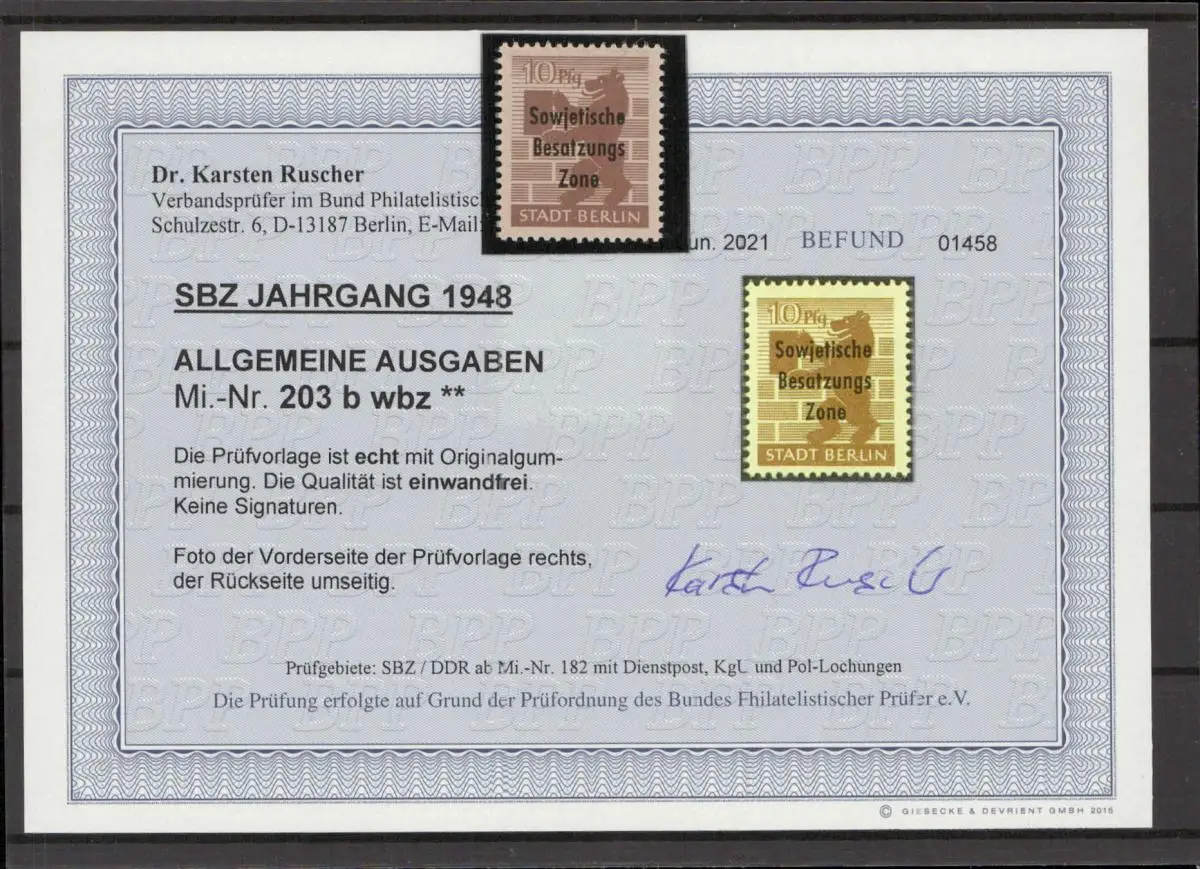 10 Pfg
Sowjetische
Besatzungs
Zone
STADT BERLIN
Dr. Karsten Ruscher
Verbandsprüfer im Bund
Schulzestr. 6, D-13187 Berlin, E-Mail:
2021 BEFUND 01458
SBZ JAHRGANG 1948
10 Pfg
Sowjetische
Besatzungs
Zone
STADT BERLIN
ALLGEMEINE AUSGABEN
Mi.-Nr. 203 b wbz **
Die Prüfvorlage ist echt mit Originalgum-
mierung. Die Qualität ist einwandfrei.
Keine Signaturen.
Foto der Vorderseite der Prüfvorlage rechts,
der Rückseite umseitig.
Karsten Ruscher
Prüfgebiete: SBZ / DDR ab Mi.-Nr. 182 mit Dienstpost, KgU und Pol-Lochungen
Die Prüfung erfolgte auf Grund der Prüfordnung des Bundes Philatelistischer Prüfer e.V.
© GIESECKE & DEVRIENT GMBH 2015